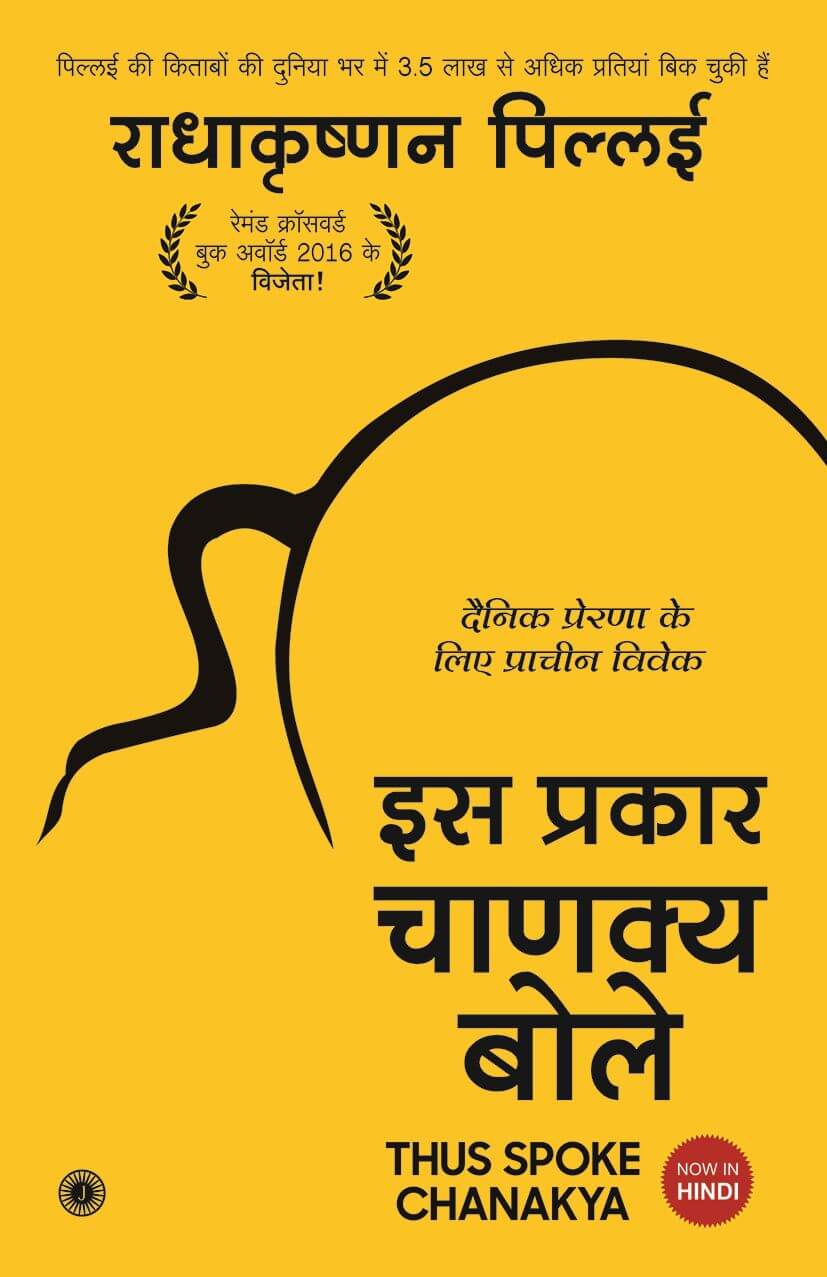 पिल्लई की किताबों की दुनिया भर में 3.5 लाख से अधिक प्रतियां बिक चुकी हैं
राधाकृष्णन पिल्लई
रेमंड क्रॉसवर्ड
बुक अवॉर्ड 2016 के
विजेता!
दैनिक प्रेरणा के
लिए प्राचीन विवेक
इस प्रकार
चाणक्य
बोले
THUS SPOKE
CHANAKYA
NOW IN
HINDI
J